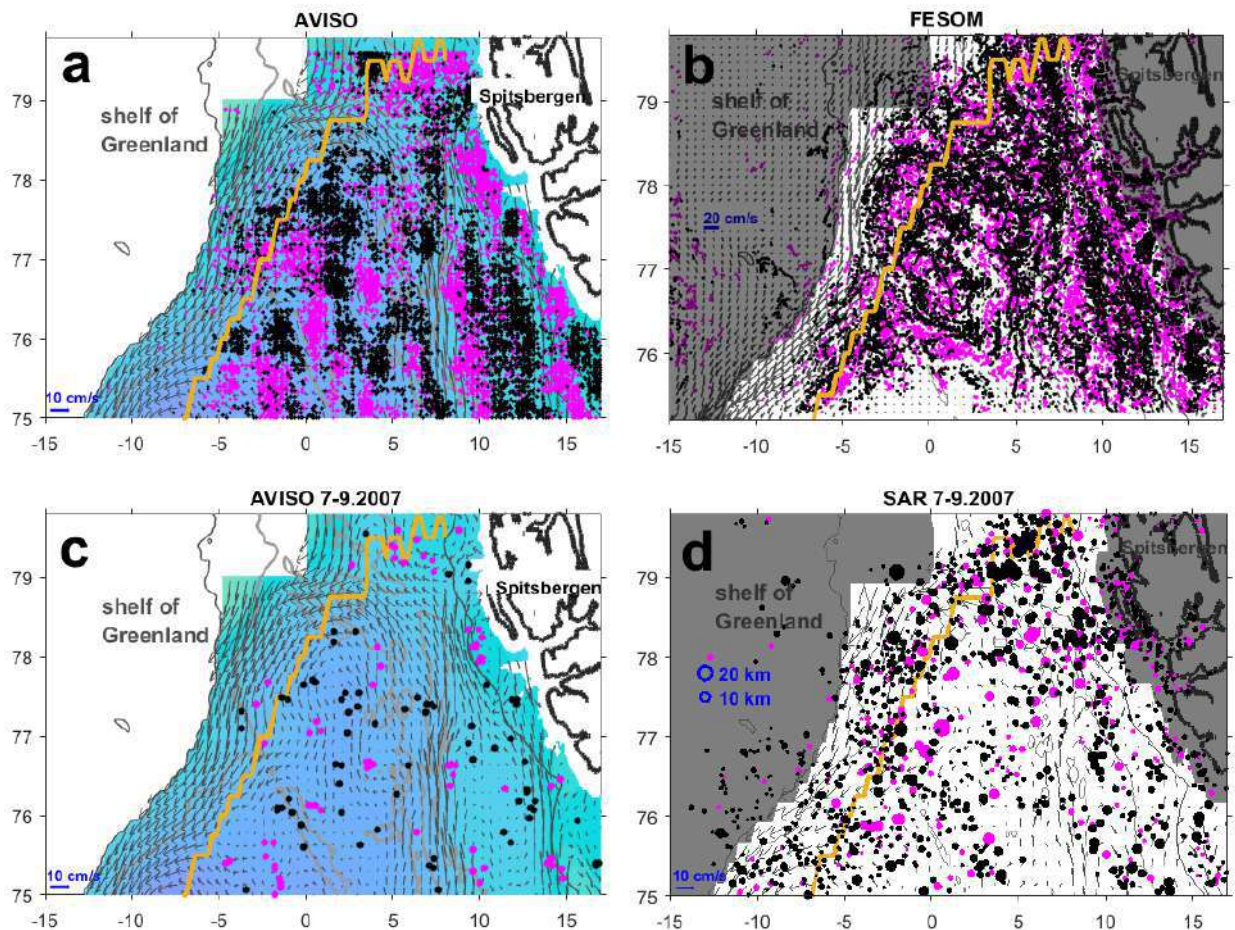 AVISO
FESOM
a
b
Spitsbergen
Spitsbergen
shelf of
Greenland
shelf of
Greenland
20 cm/s
10 cm/s
79
78
77
76
75
79
78
77
76
-15 -10 -5 0 5 10 15
-15 -10 -5 0 5 10 15
AVISO 7-9.2007
SAR 7-9.2007
c
d
Spitsbergen
Spitsbergen
shelf of
Greenland
shelf of
Greenland
20 km
10 km
10 cm/s
10 cm/s
79
78
77
76
75
79
78
77
76
75
-15 -10 -5 0 5 10 15
-15 -10 -5 0 5 10 15